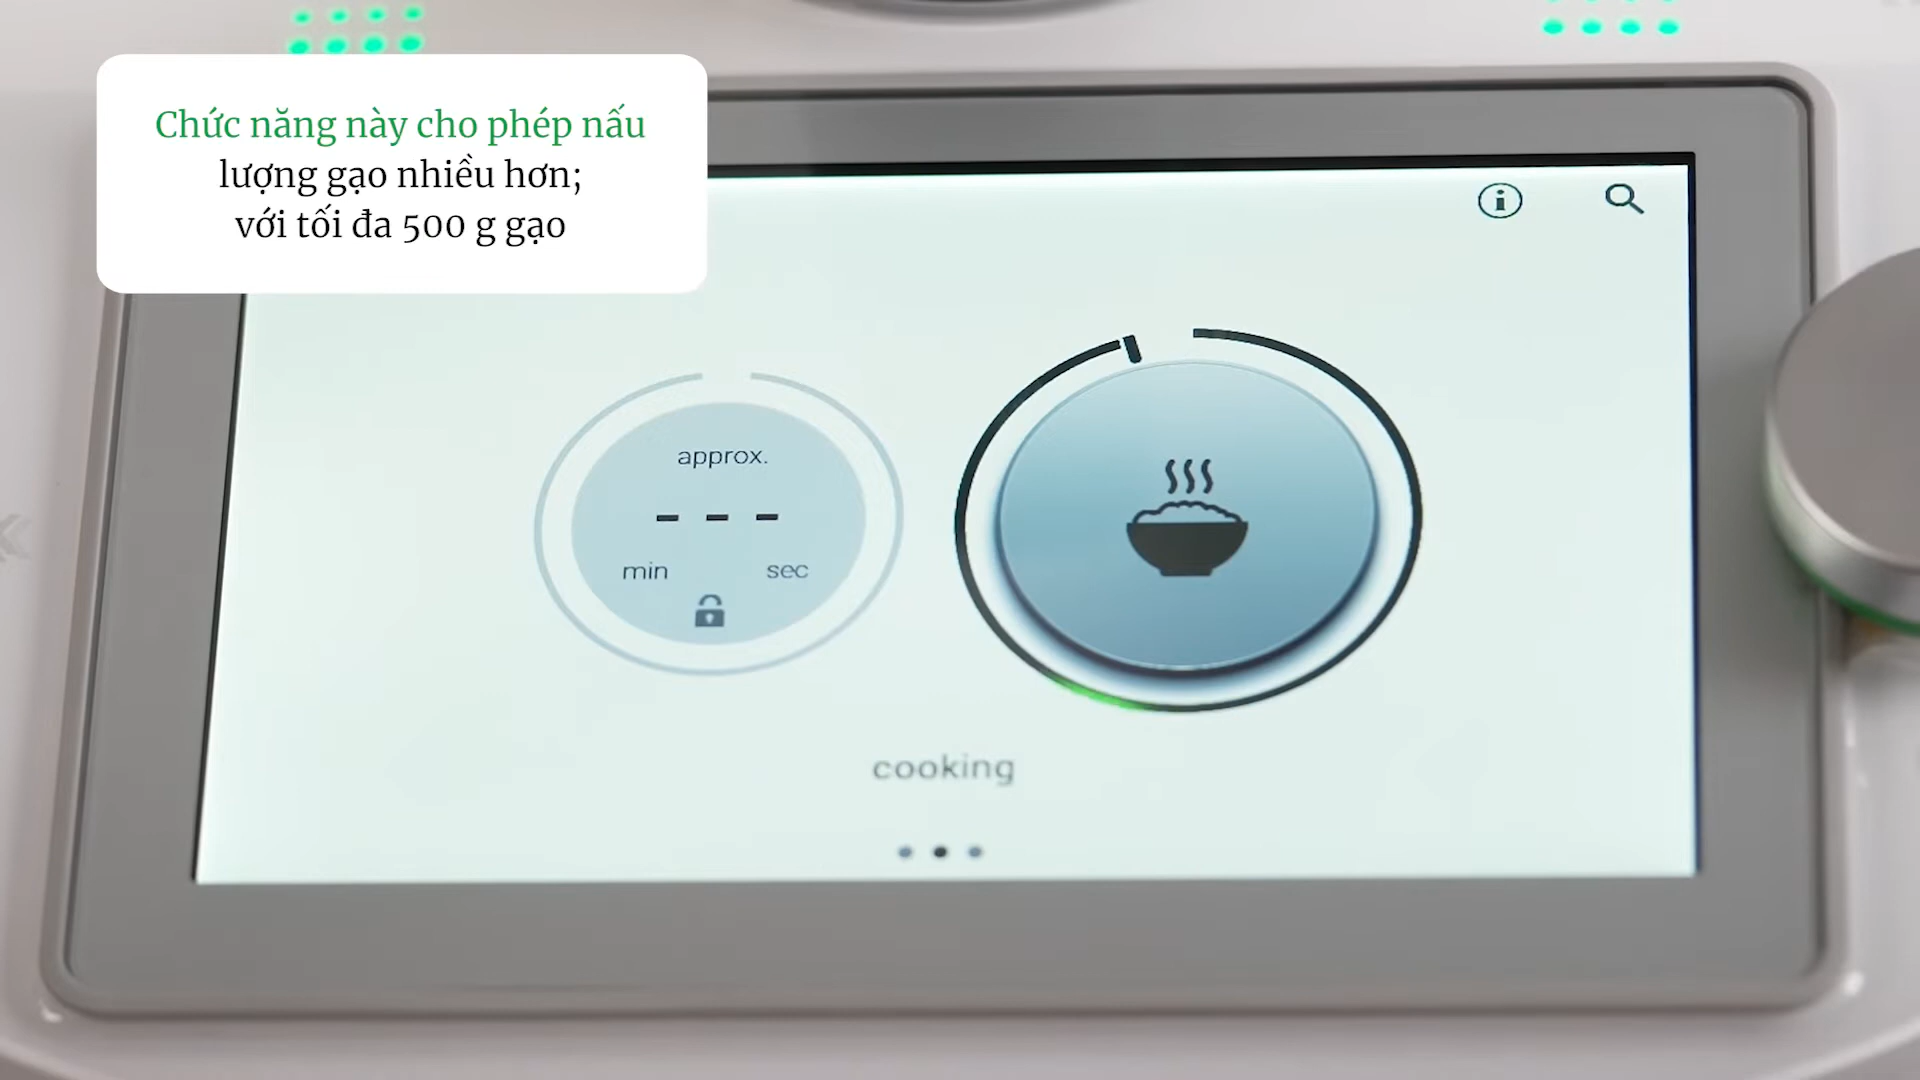 Chức năng này cho phép nấu
lượng gạo nhiều hơn;
với tối đa 500 g gạo
approx.
- - -
min sec
cooking